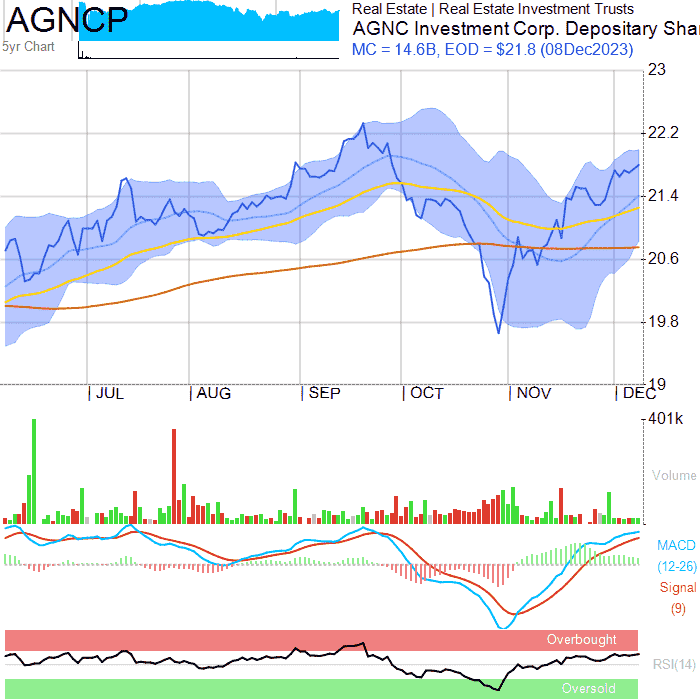 AGNCP
5yr Chart
Real Estate | Real Estate Investment Trusts
AGNC Investment Corp. Depositary Shar
MC = 14.6B, EOD = $21.8 (08Dec2023)
23
22.2
21.4
20.6
19.8
19
JUL AUG SEP OCT NOV DEC
401k
Volume
MACD
(12-26)
Signal
(9)
Overbought
RSI(14)
Oversold